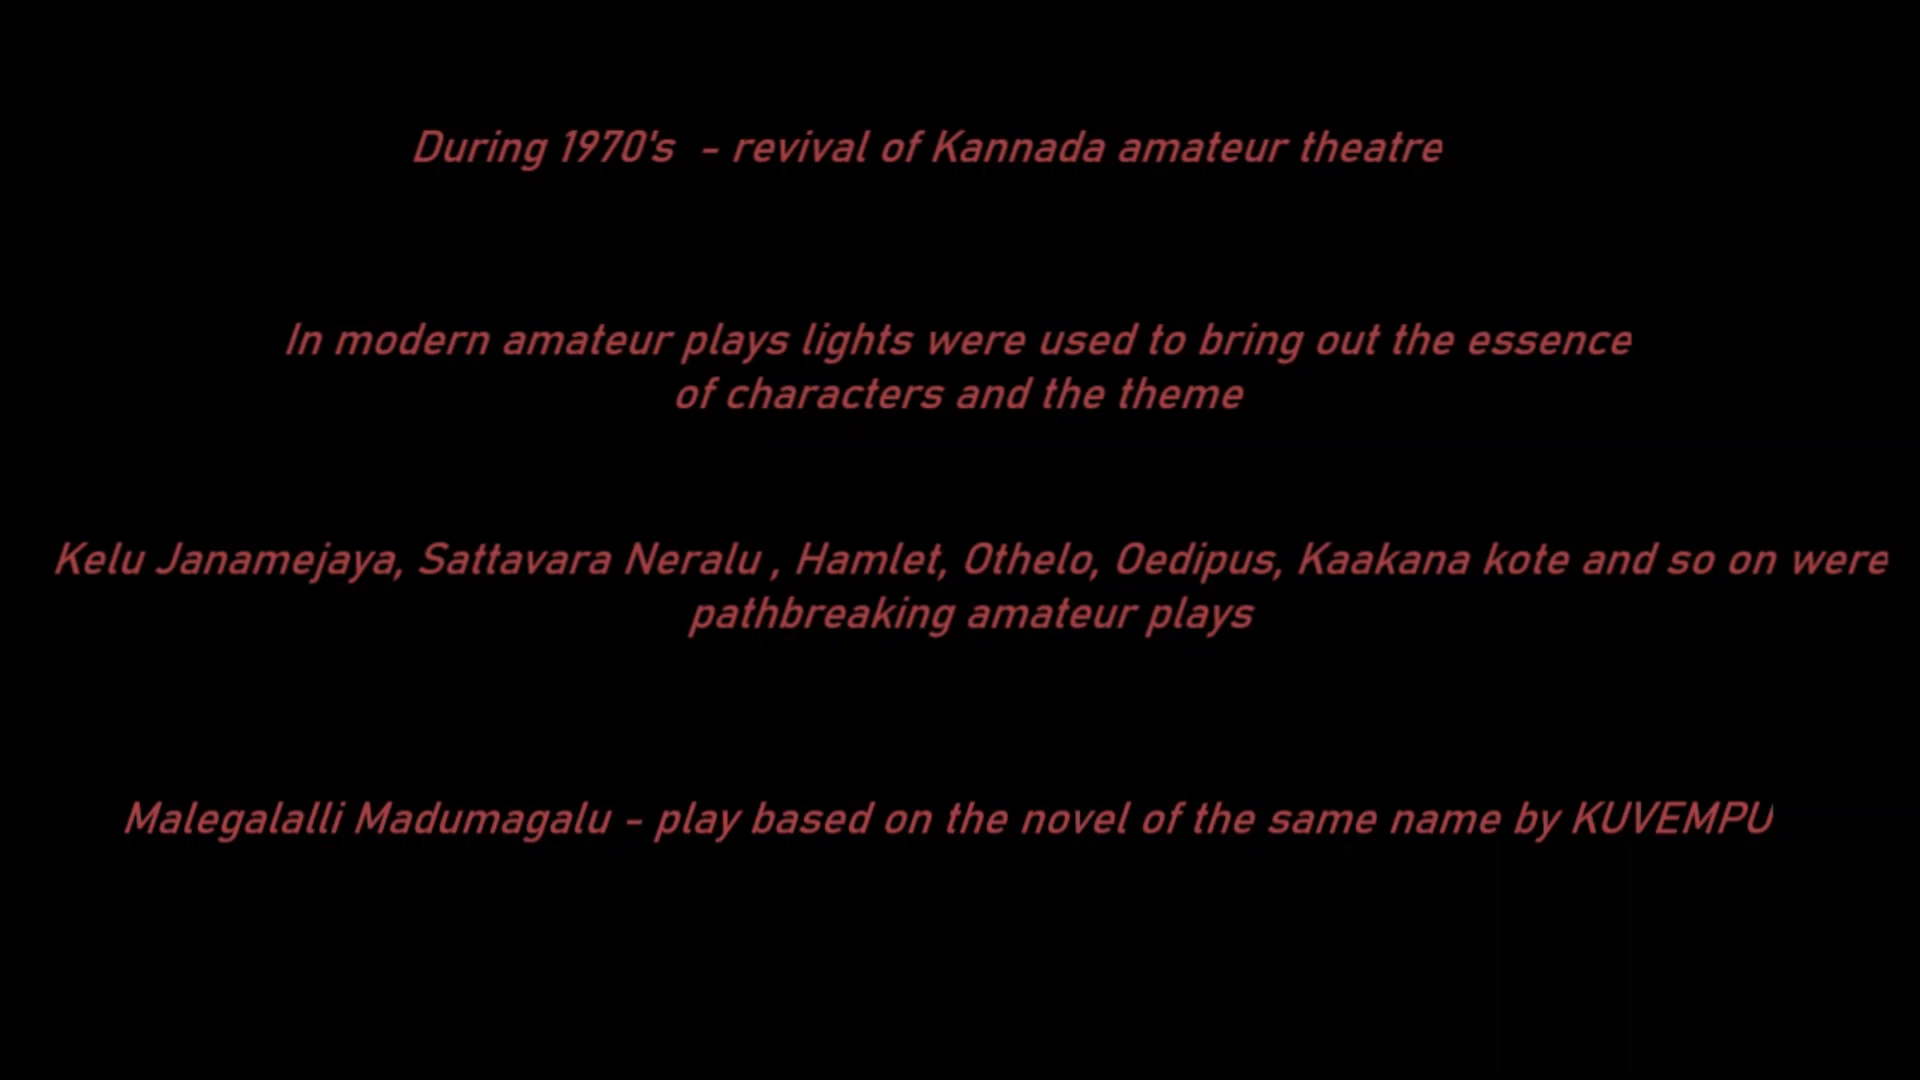 During 1970's - revival of Kannada amateur theatre
In modern amateur plays lights were used to bring out the essence
of characters and the theme
Kelu Janamejaya, Sattavara Neralu , Hamlet, Othelo, Oedipus, Kaakana kote and so on were
pathbreaking amateur plays
Malegalalli Madumagalu - play based on the novel of the same name by KUVEMPU